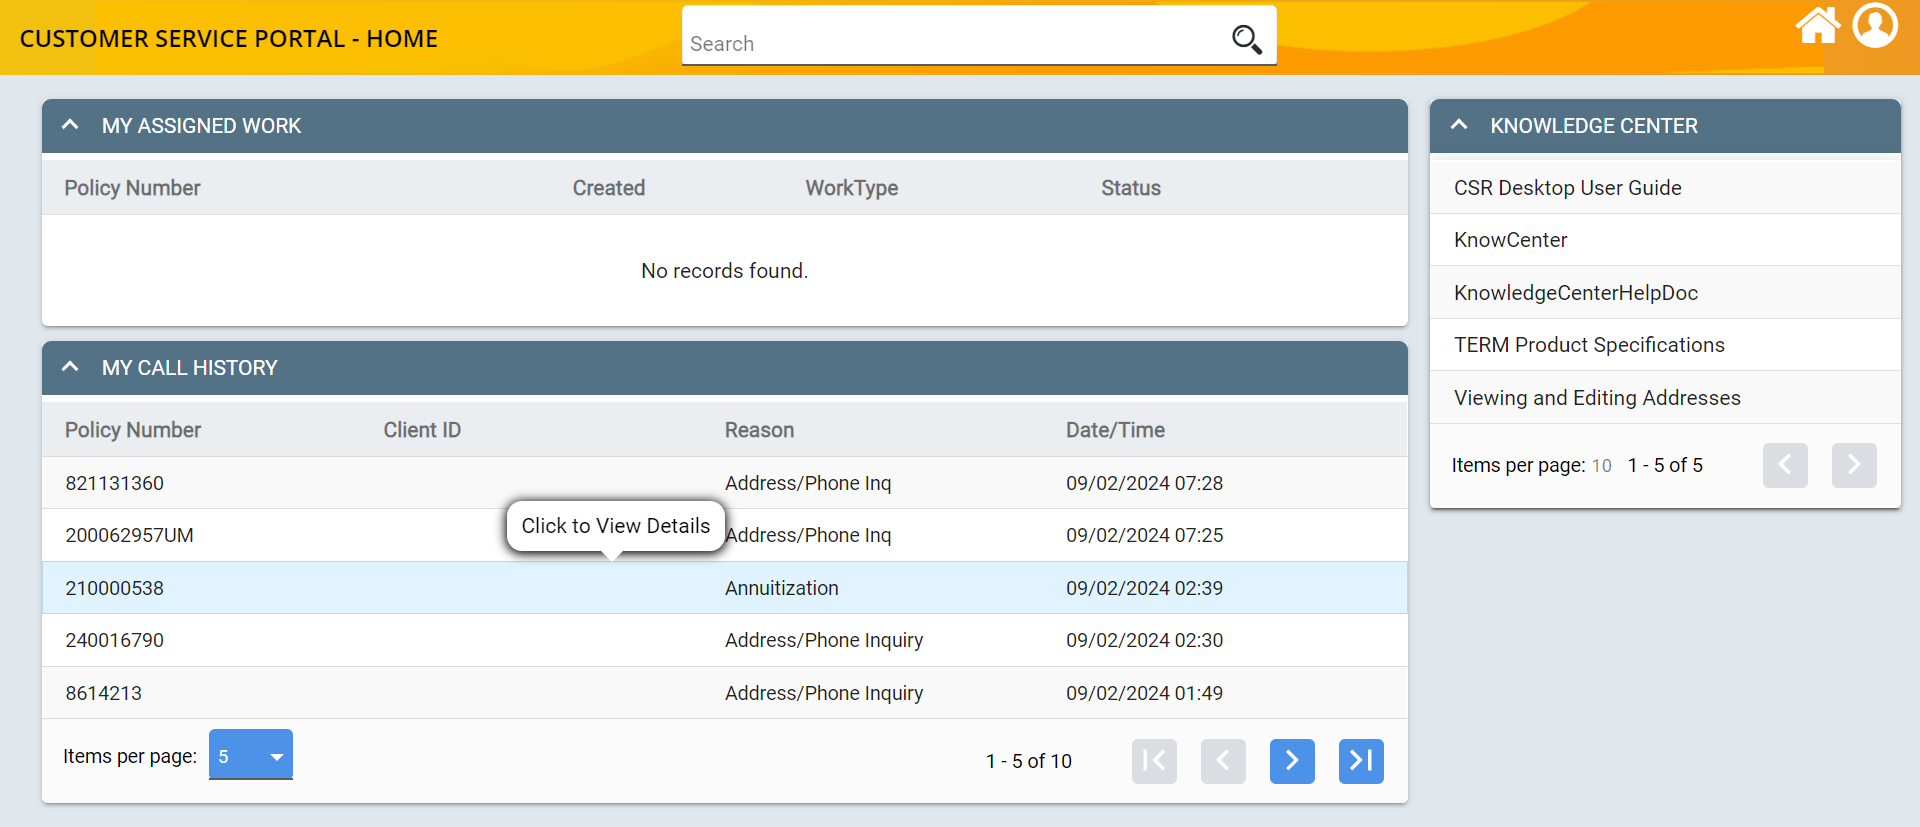 CUSTOMER SERVICE PORTAL - HOME
Search
MY ASSIGNED WORK
Policy Number Created WorkType Status
No records found.
MY CALL HISTORY
Policy Number Client ID Reason Date/Time
821131360 Address/Phone Inq 09/02/2024 07:28
Click to View Details
200062957UM Address/Phone Inq 09/02/2024 07:25
210000538 Annuitization 09/02/2024 02:39
240016790 Address/Phone Inquiry 09/02/2024 02:30
8614213 Address/Phone Inquiry 09/02/2024 01:49
Items per page: 5 1 - 5 of 10
KNOWLEDGE CENTER
CSR Desktop User Guide
KnowCenter
KnowledgeCenterHelpDoc
TERM Product Specifications
Viewing and Editing Addresses
Items per page: 10 1 - 5 of 5